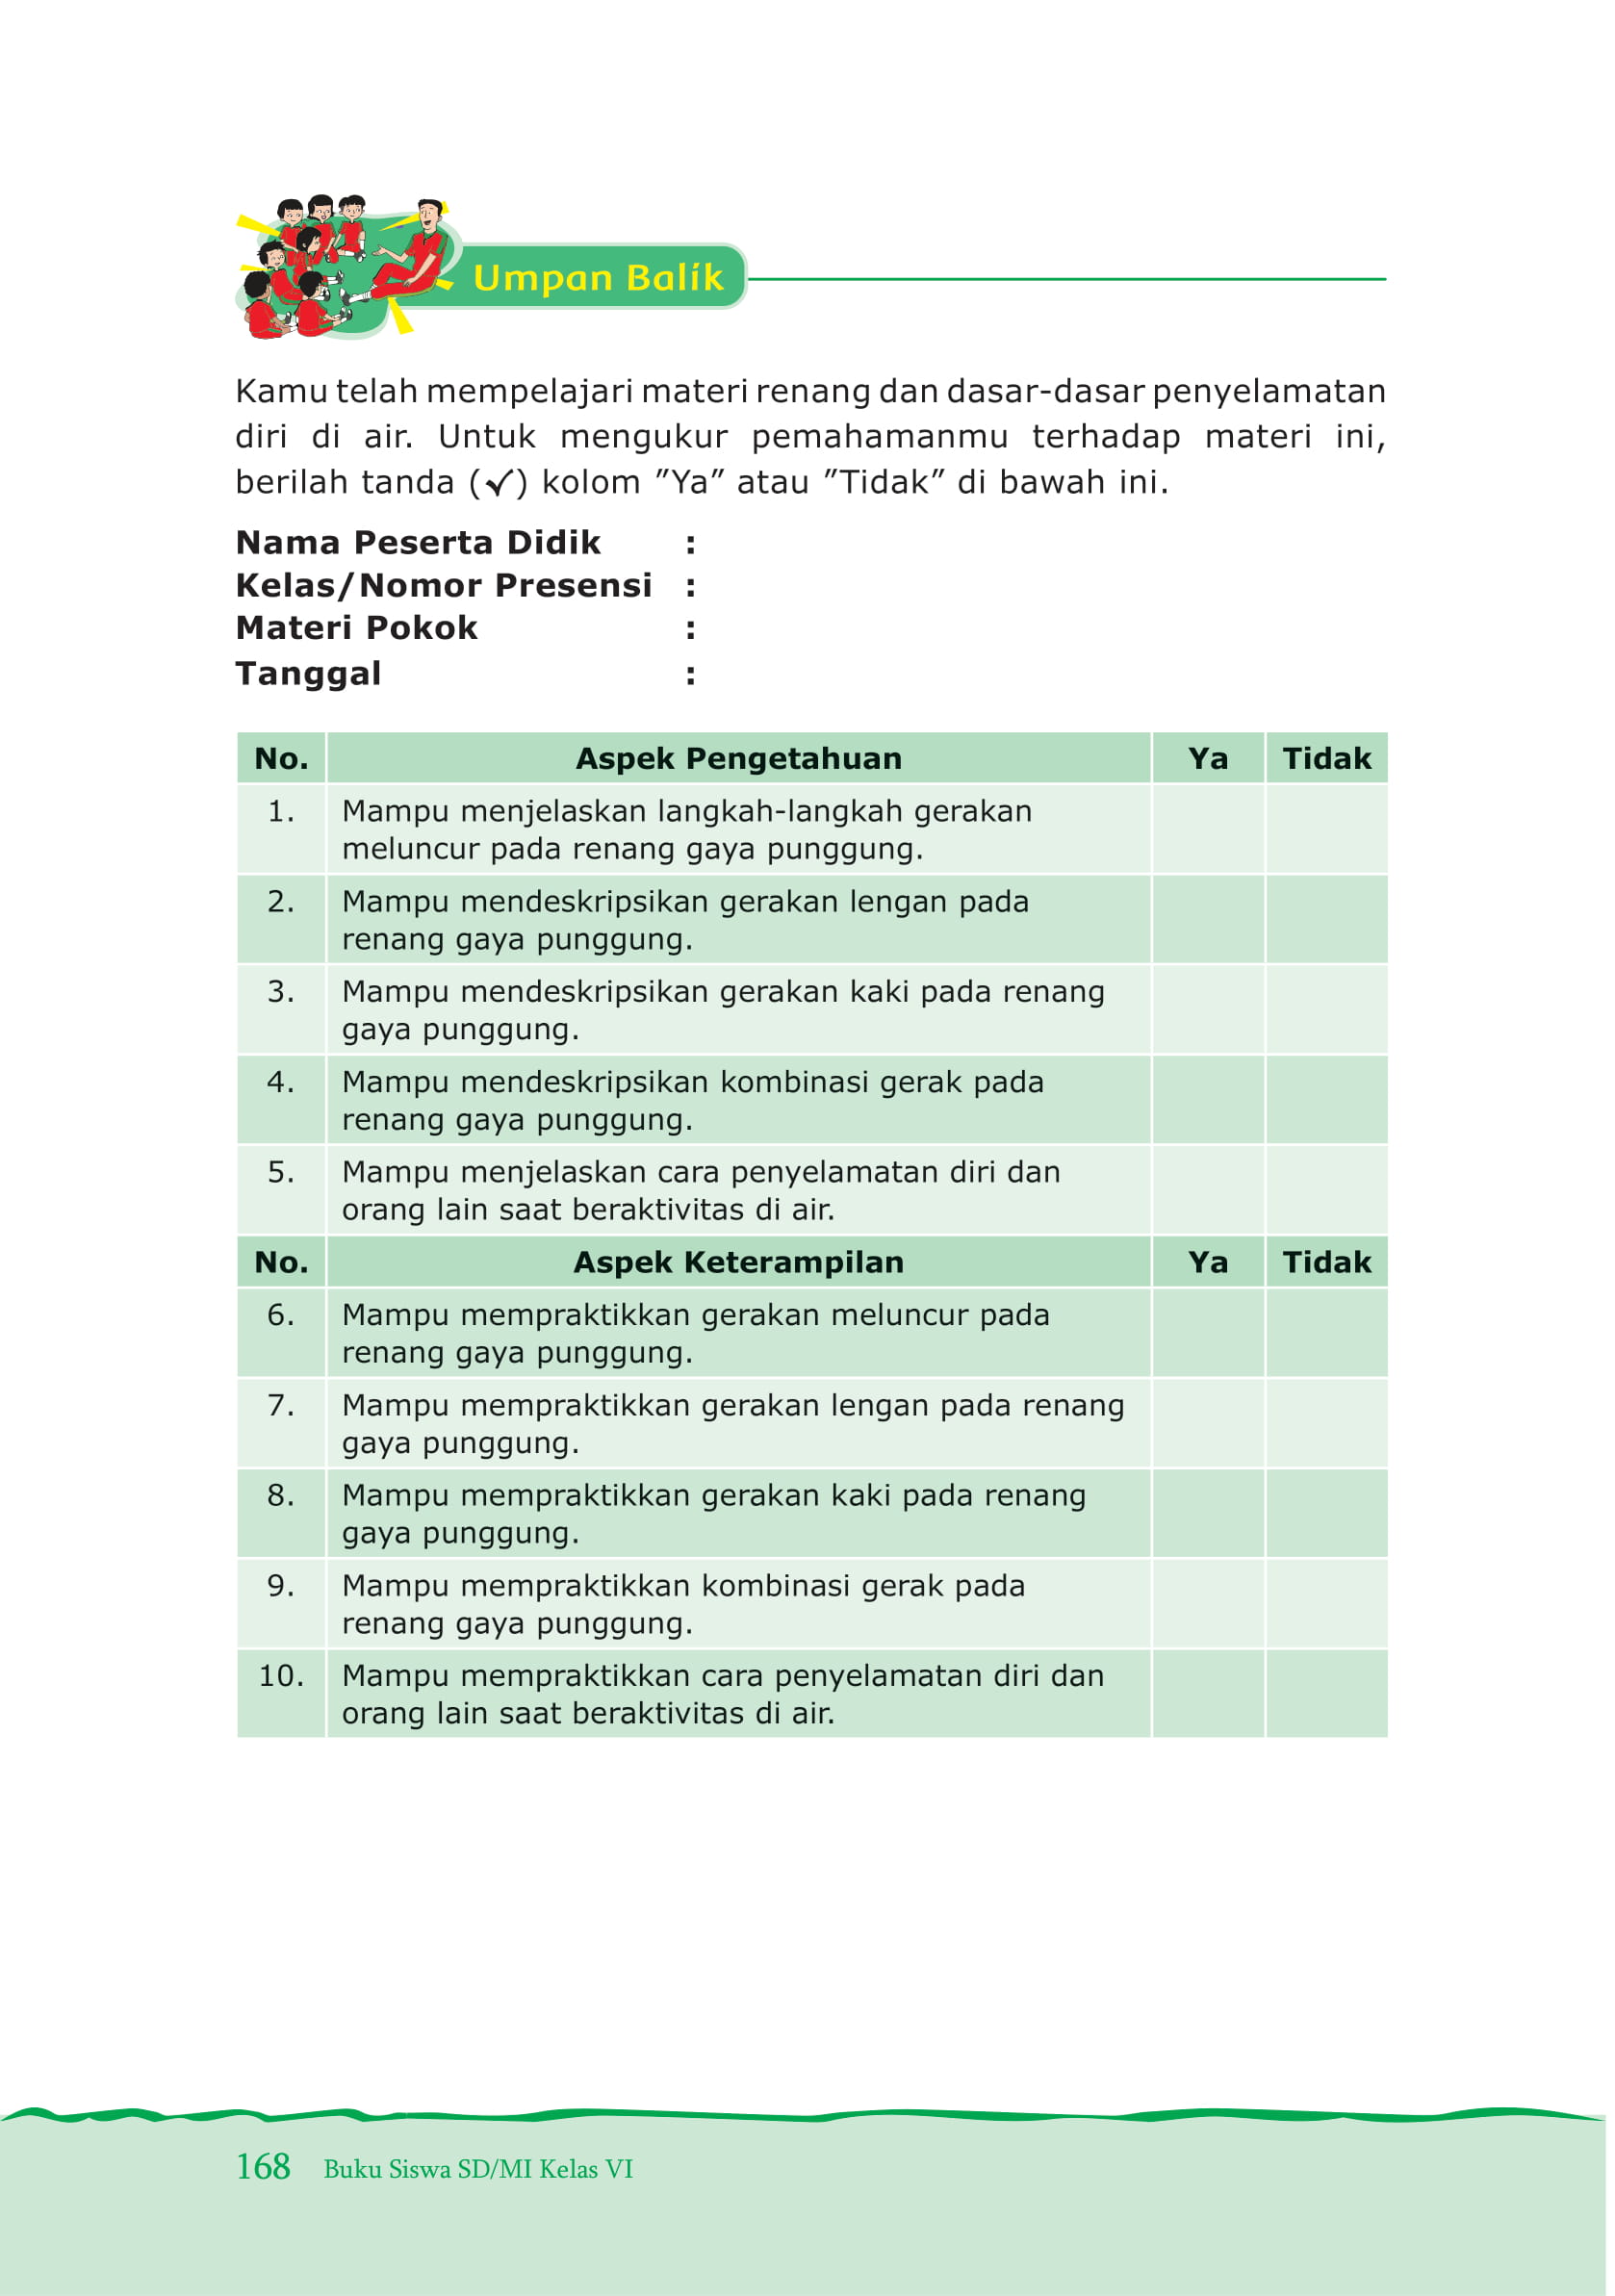 Umpan Balik
Kamu telah mempelajari materi renang dan dasar-dasar penyelamatan
diri di air. Untuk mengukur pemahamanmu terhadap materi ini,
berilah tanda (✓) kolom ”Ya” atau ”Tidak” di bawah ini.
Nama Peserta Didik :
Kelas/Nomor Presensi :
Materi Pokok :
Tanggal :
No. Aspek Pengetahuan Ya Tidak
1. Mampu menjelaskan langkah-langkah gerakan
meluncur pada renang gaya punggung.
2. Mampu mendeskripsikan gerakan lengan pada
renang gaya punggung.
3. Mampu mendeskripsikan gerakan kaki pada renang
gaya punggung.
4. Mampu mendeskripsikan kombinasi gerak pada
renang gaya punggung.
5. Mampu menjelaskan cara penyelamatan diri dan
orang lain saat beraktivitas di air.
No. Aspek Keterampilan Ya Tidak
6. Mampu mempraktikkan gerakan meluncur pada
renang gaya punggung.
7. Mampu mempraktikkan gerakan lengan pada renang
gaya punggung.
8. Mampu mempraktikkan gerakan kaki pada renang
gaya punggung.
9. Mampu mempraktikkan kombinasi gerak pada
renang gaya punggung.
10. Mampu mempraktikkan cara penyelamatan diri dan
orang lain saat beraktivitas di air.
168 Buku Siswa SD/MI Kelas VI